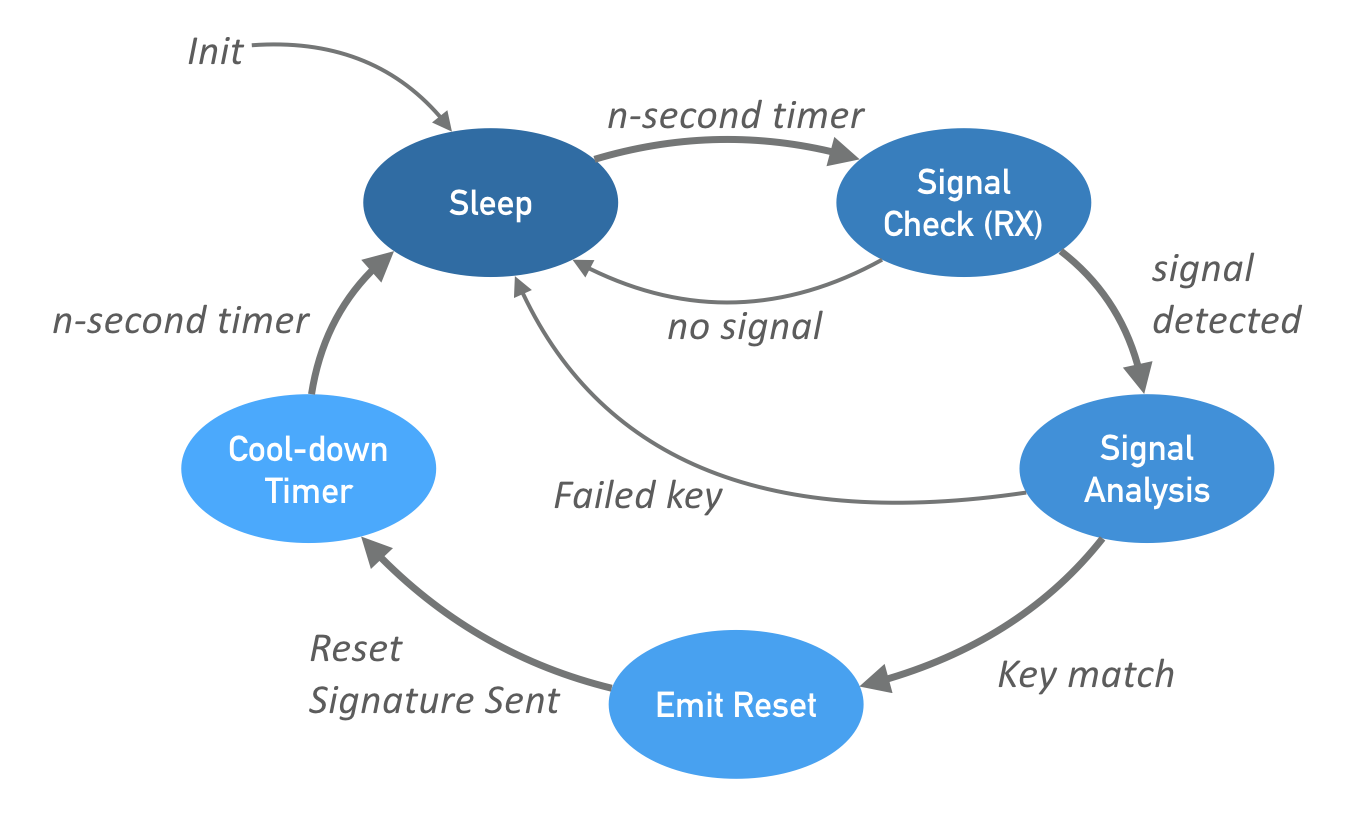 Init
n-second timer
Sleep
Signal
Check (RX)
signal
detected
no signal
n-second timer
Cool-down
Timer
Signal
Analysis
Failed key
Reset
Signature Sent
Emit Reset
Key match